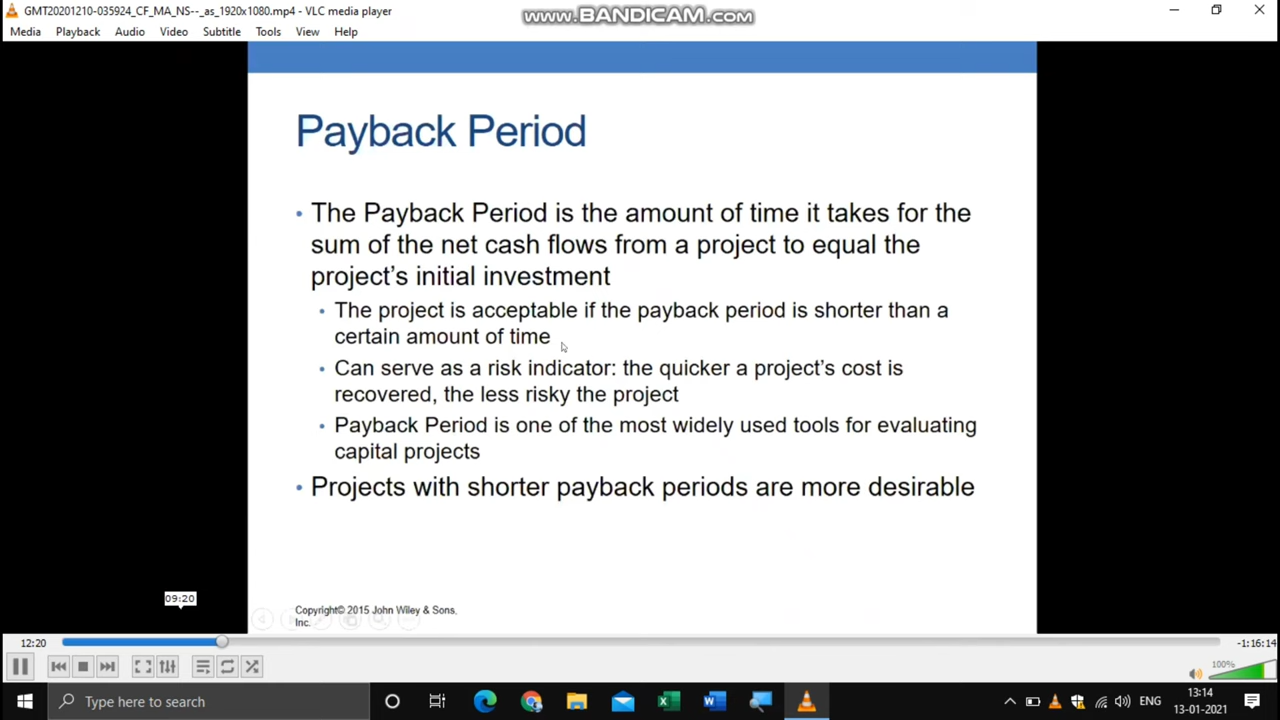 GMT20201210-035924_CF_MA_NS--_as_1920x1080.mp4 - VLC media player
www.BANDICAM.com
Media Playback Audio Video Subtitle Tools View Help
Payback Period
• The Payback Period is the amount of time it takes for the
sum of the net cash flows from a project to equal the
project's initial investment
• The project is acceptable if the payback period is shorter than a
certain amount of time
• Can serve as a risk indicator: the quicker a project's cost is
recovered, the less risky the project
• Payback Period is one of the most widely used tools for evaluating
capital projects
• Projects with shorter payback periods are more desirable
09:20
Copyright© 2015 John Wiley & Sons,
Inc.
12:20
-1:16:14
100%
Type here to search
ENG
13:14
13-01-2021